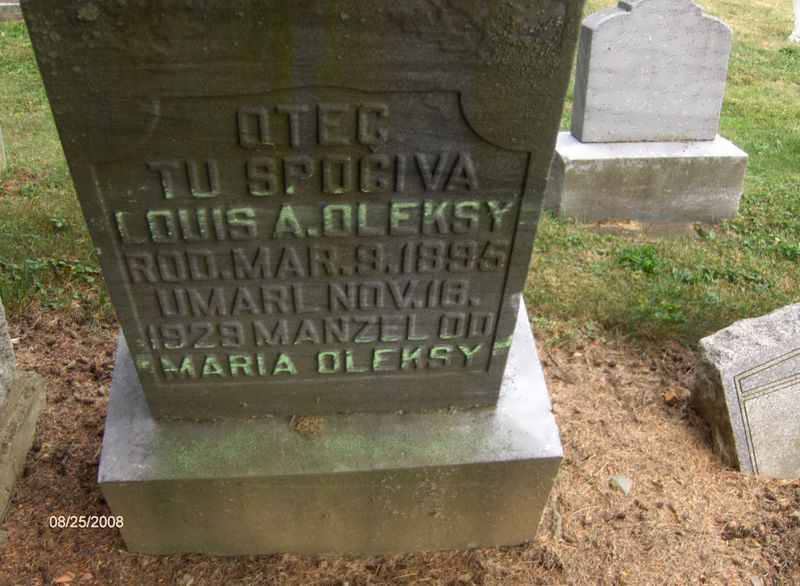 OTEC
TU SPOCIVA
LOUIS A. OLEKSY
ROD. MAR. 9. 1895
UMARL NOV. 16.
1929 MANZEL OD
MARIA OLEKSY
08/25/2008